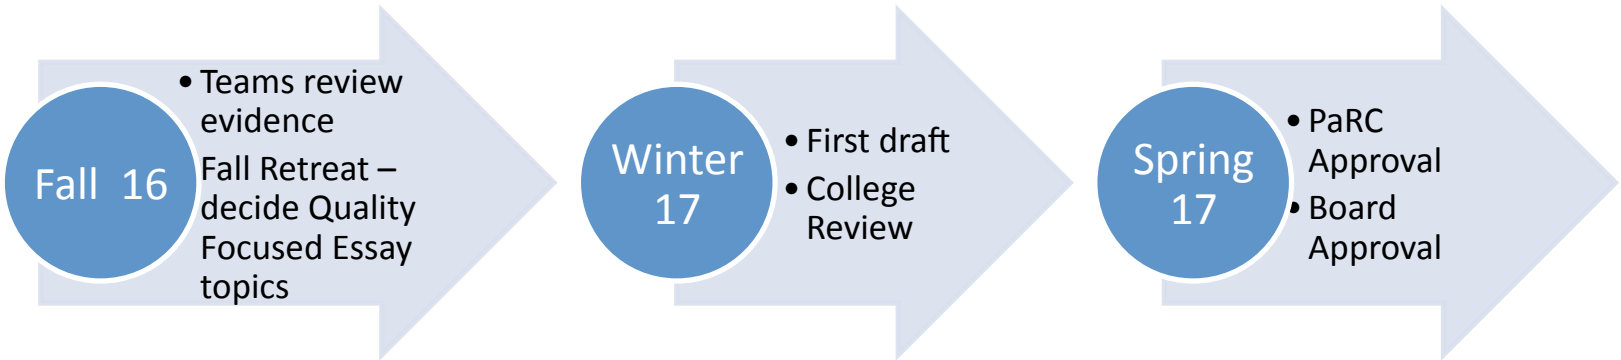 Fall 16
• Teams review
evidence
Fall Retreat –
decide Quality
Focused Essay
topics
Winter
17
• First draft
• College
Review
Spring
17
• PaRC
Approval
• Board
Approval